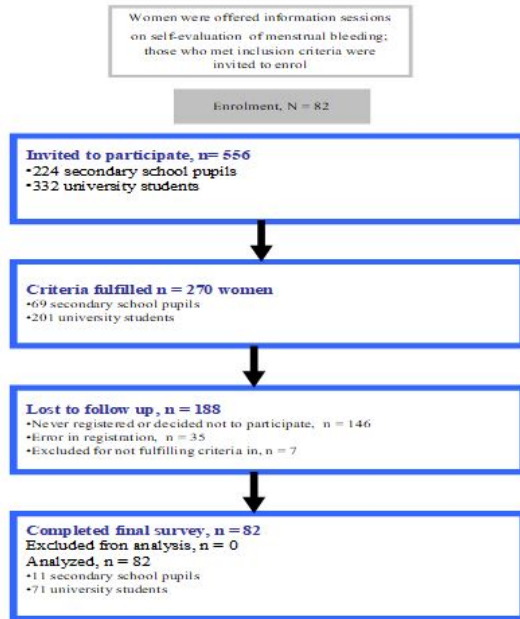 Women were offered information sessions
on self-evaluation of menstrual bleeding;
those who met inclusion criteria were
invited to enrol
Enrolment, N = 82
Invited to participate, n= 556
•224 secondary school pupils
•332 university students
Criteria fulfilled n = 270 women
•69 secondary school pupils
•201 university students
Lost to follow up, n = 188
•Never registered or decided not to participate, n = 146
•Error in registration, n = 35
•Excluded for not fulfilling criteria in, n = 7
Completed final survey, n = 82
Excluded fron analysis, n = 0
Analyzed, n = 82
•11 secondary school pupils
•71 university students